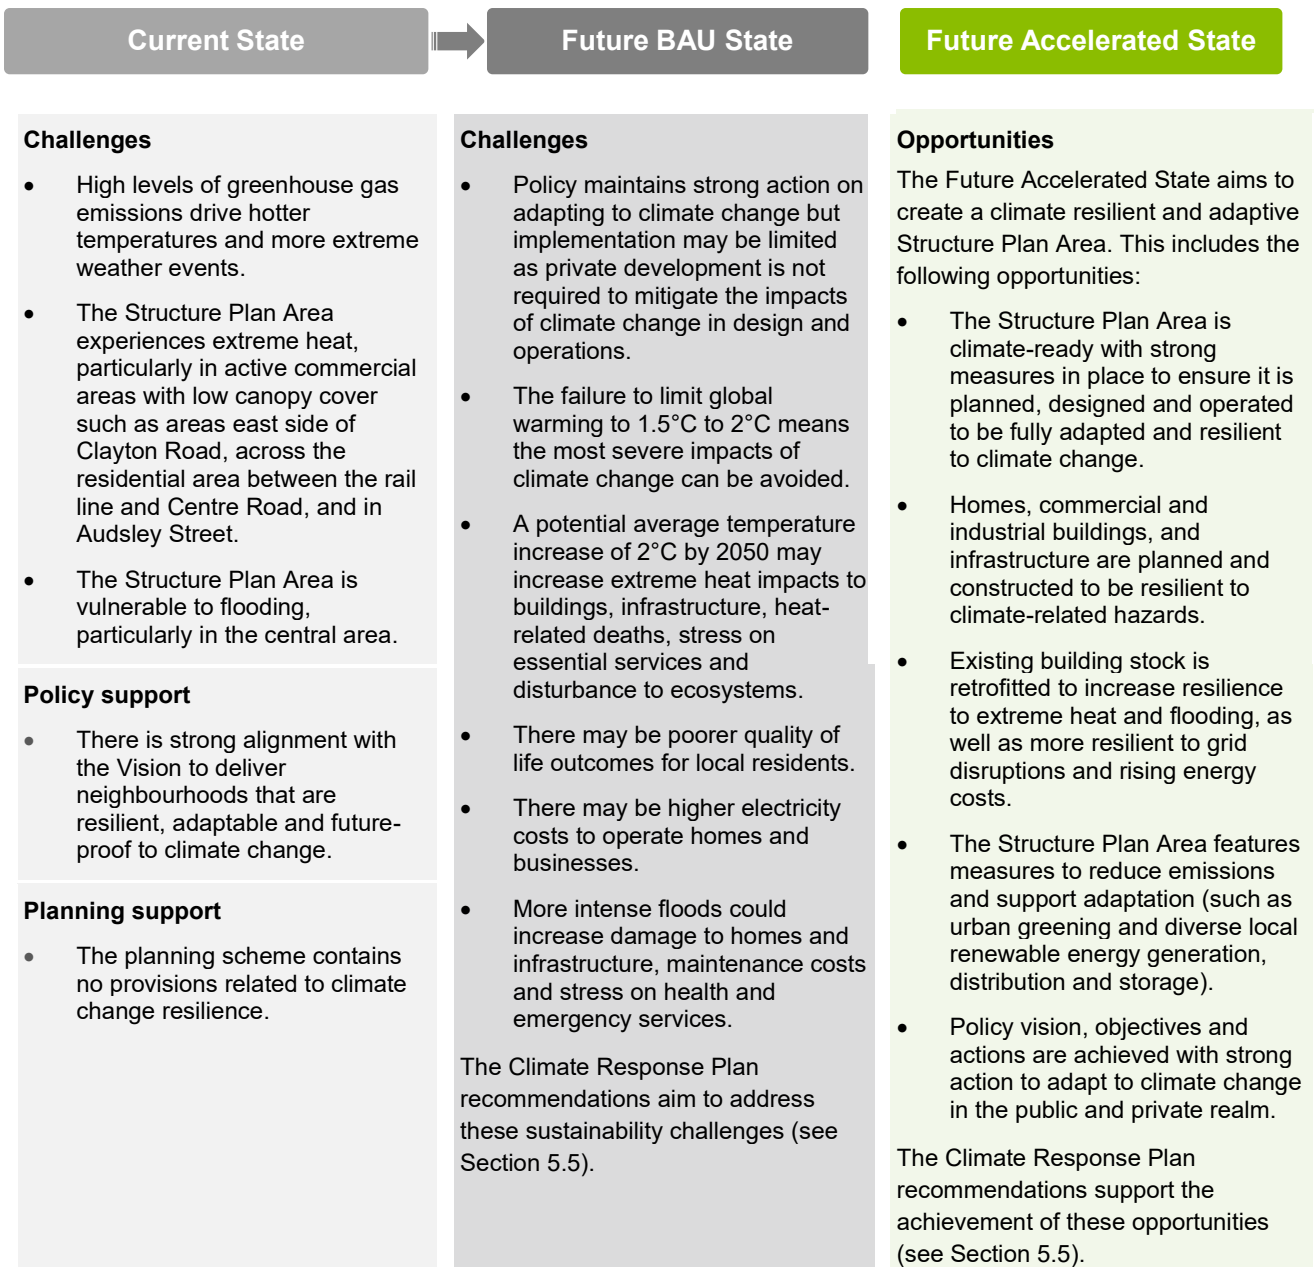 Current State
Future BAU State
Future Accelerated State
Challenges
• High levels of greenhouse gas
emissions drive hotter
temperatures and more extreme
weather events.
• The Structure Plan Area
experiences extreme heat,
particularly in active commercial
areas with low canopy cover
such as areas east side of
Clayton Road, across the
residential area between the rail
line and Centre Road, and in
Audsley Street.
• The Structure Plan Area is
vulnerable to flooding,
particularly in the central area.
Policy support
• There is strong alignment with
the Vision to deliver
neighbourhoods that are
resilient, adaptable and future-
proof to climate change.
Planning support
• The planning scheme contains
no provisions related to climate
change resilience.
Challenges
• Policy maintains strong action on
adapting to climate change but
implementation may be limited
as private development is not
required to mitigate the impacts
of climate change in design and
operations.
• The failure to limit global
warming to 1.5°C to 2°C means
the most severe impacts of
climate change can be avoided.
• A potential average temperature
increase of 2°C by 2050 may
increase extreme heat impacts to
buildings, infrastructure, heat-
related deaths, stress on
essential services and
disturbance to ecosystems.
• There may be poorer quality of
life outcomes for local residents.
• There may be higher electricity
costs to operate homes and
businesses.
• More intense floods could
increase damage to homes and
infrastructure, maintenance costs
and stress on health and
emergency services.
The Climate Response Plan
recommendations aim to address
these sustainability challenges (see
Section 5.5).
Opportunities
The Future Accelerated State aims to
create a climate resilient and adaptive
Structure Plan Area. This includes the
following opportunities:
• The Structure Plan Area is
climate-ready with strong
measures in place to ensure it is
planned, designed and operated
to be fully adapted and resilient
to climate change.
• Homes, commercial and
industrial buildings, and
infrastructure are planned and
constructed to be resilient to
climate-related hazards.
• Existing building stock is
retrofitted to increase resilience
to extreme heat and flooding, as
well as more resilient to grid
disruptions and rising energy
costs.
• The Structure Plan Area features
measures to reduce emissions
and support adaptation (such as
urban greening and diverse local
renewable energy generation,
distribution and storage).
• Policy vision, objectives and
actions are achieved with strong
action to adapt to climate change
in the public and private realm.
The Climate Response Plan
recommendations support the
achievement of these opportunities
(see Section 5.5).